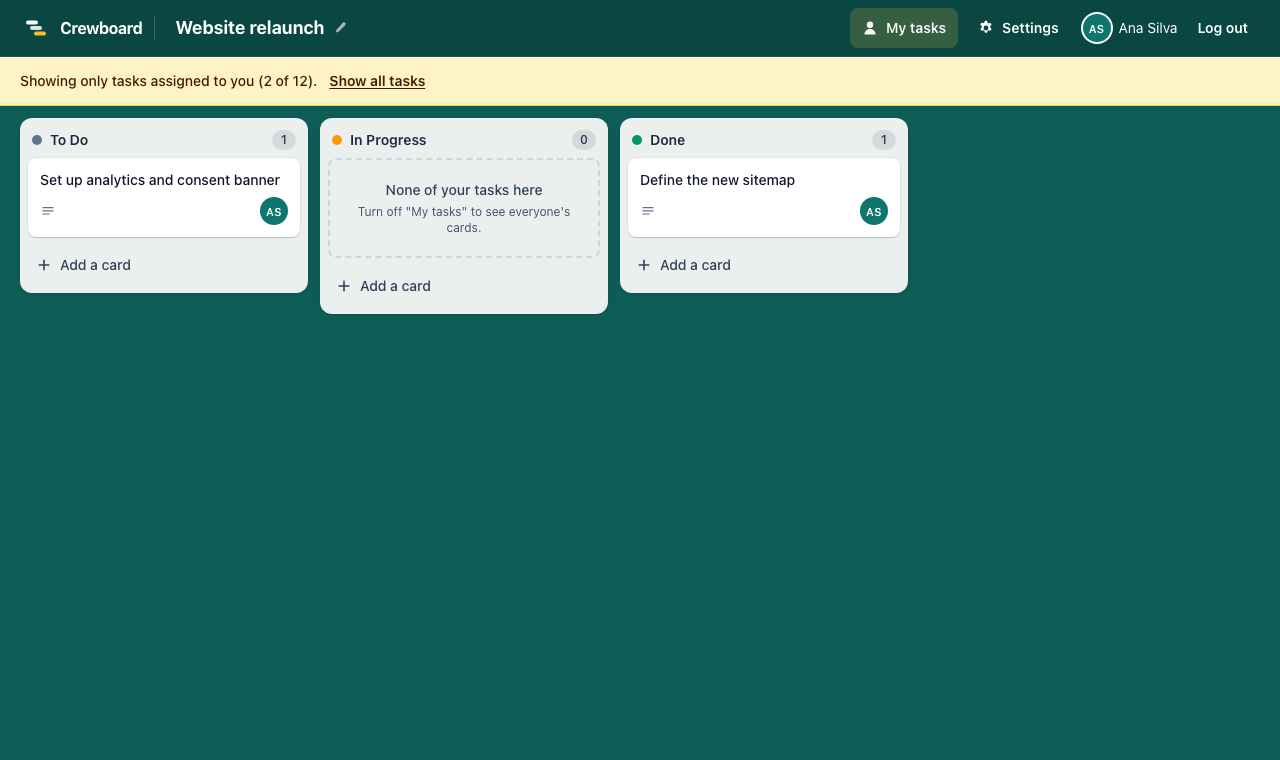 Crewboard
Website relaunch
My tasks
Settings
AS
Ana Silva
Log out
Showing only tasks assigned to you (2 of 12). Show all tasks
To Do
1
Set up analytics and consent banner
AS
Add a card
In Progress
0
None of your tasks here
Turn off "My tasks" to see everyone's
cards.
Add a card
Done
1
Define the new sitemap
AS
Add a card